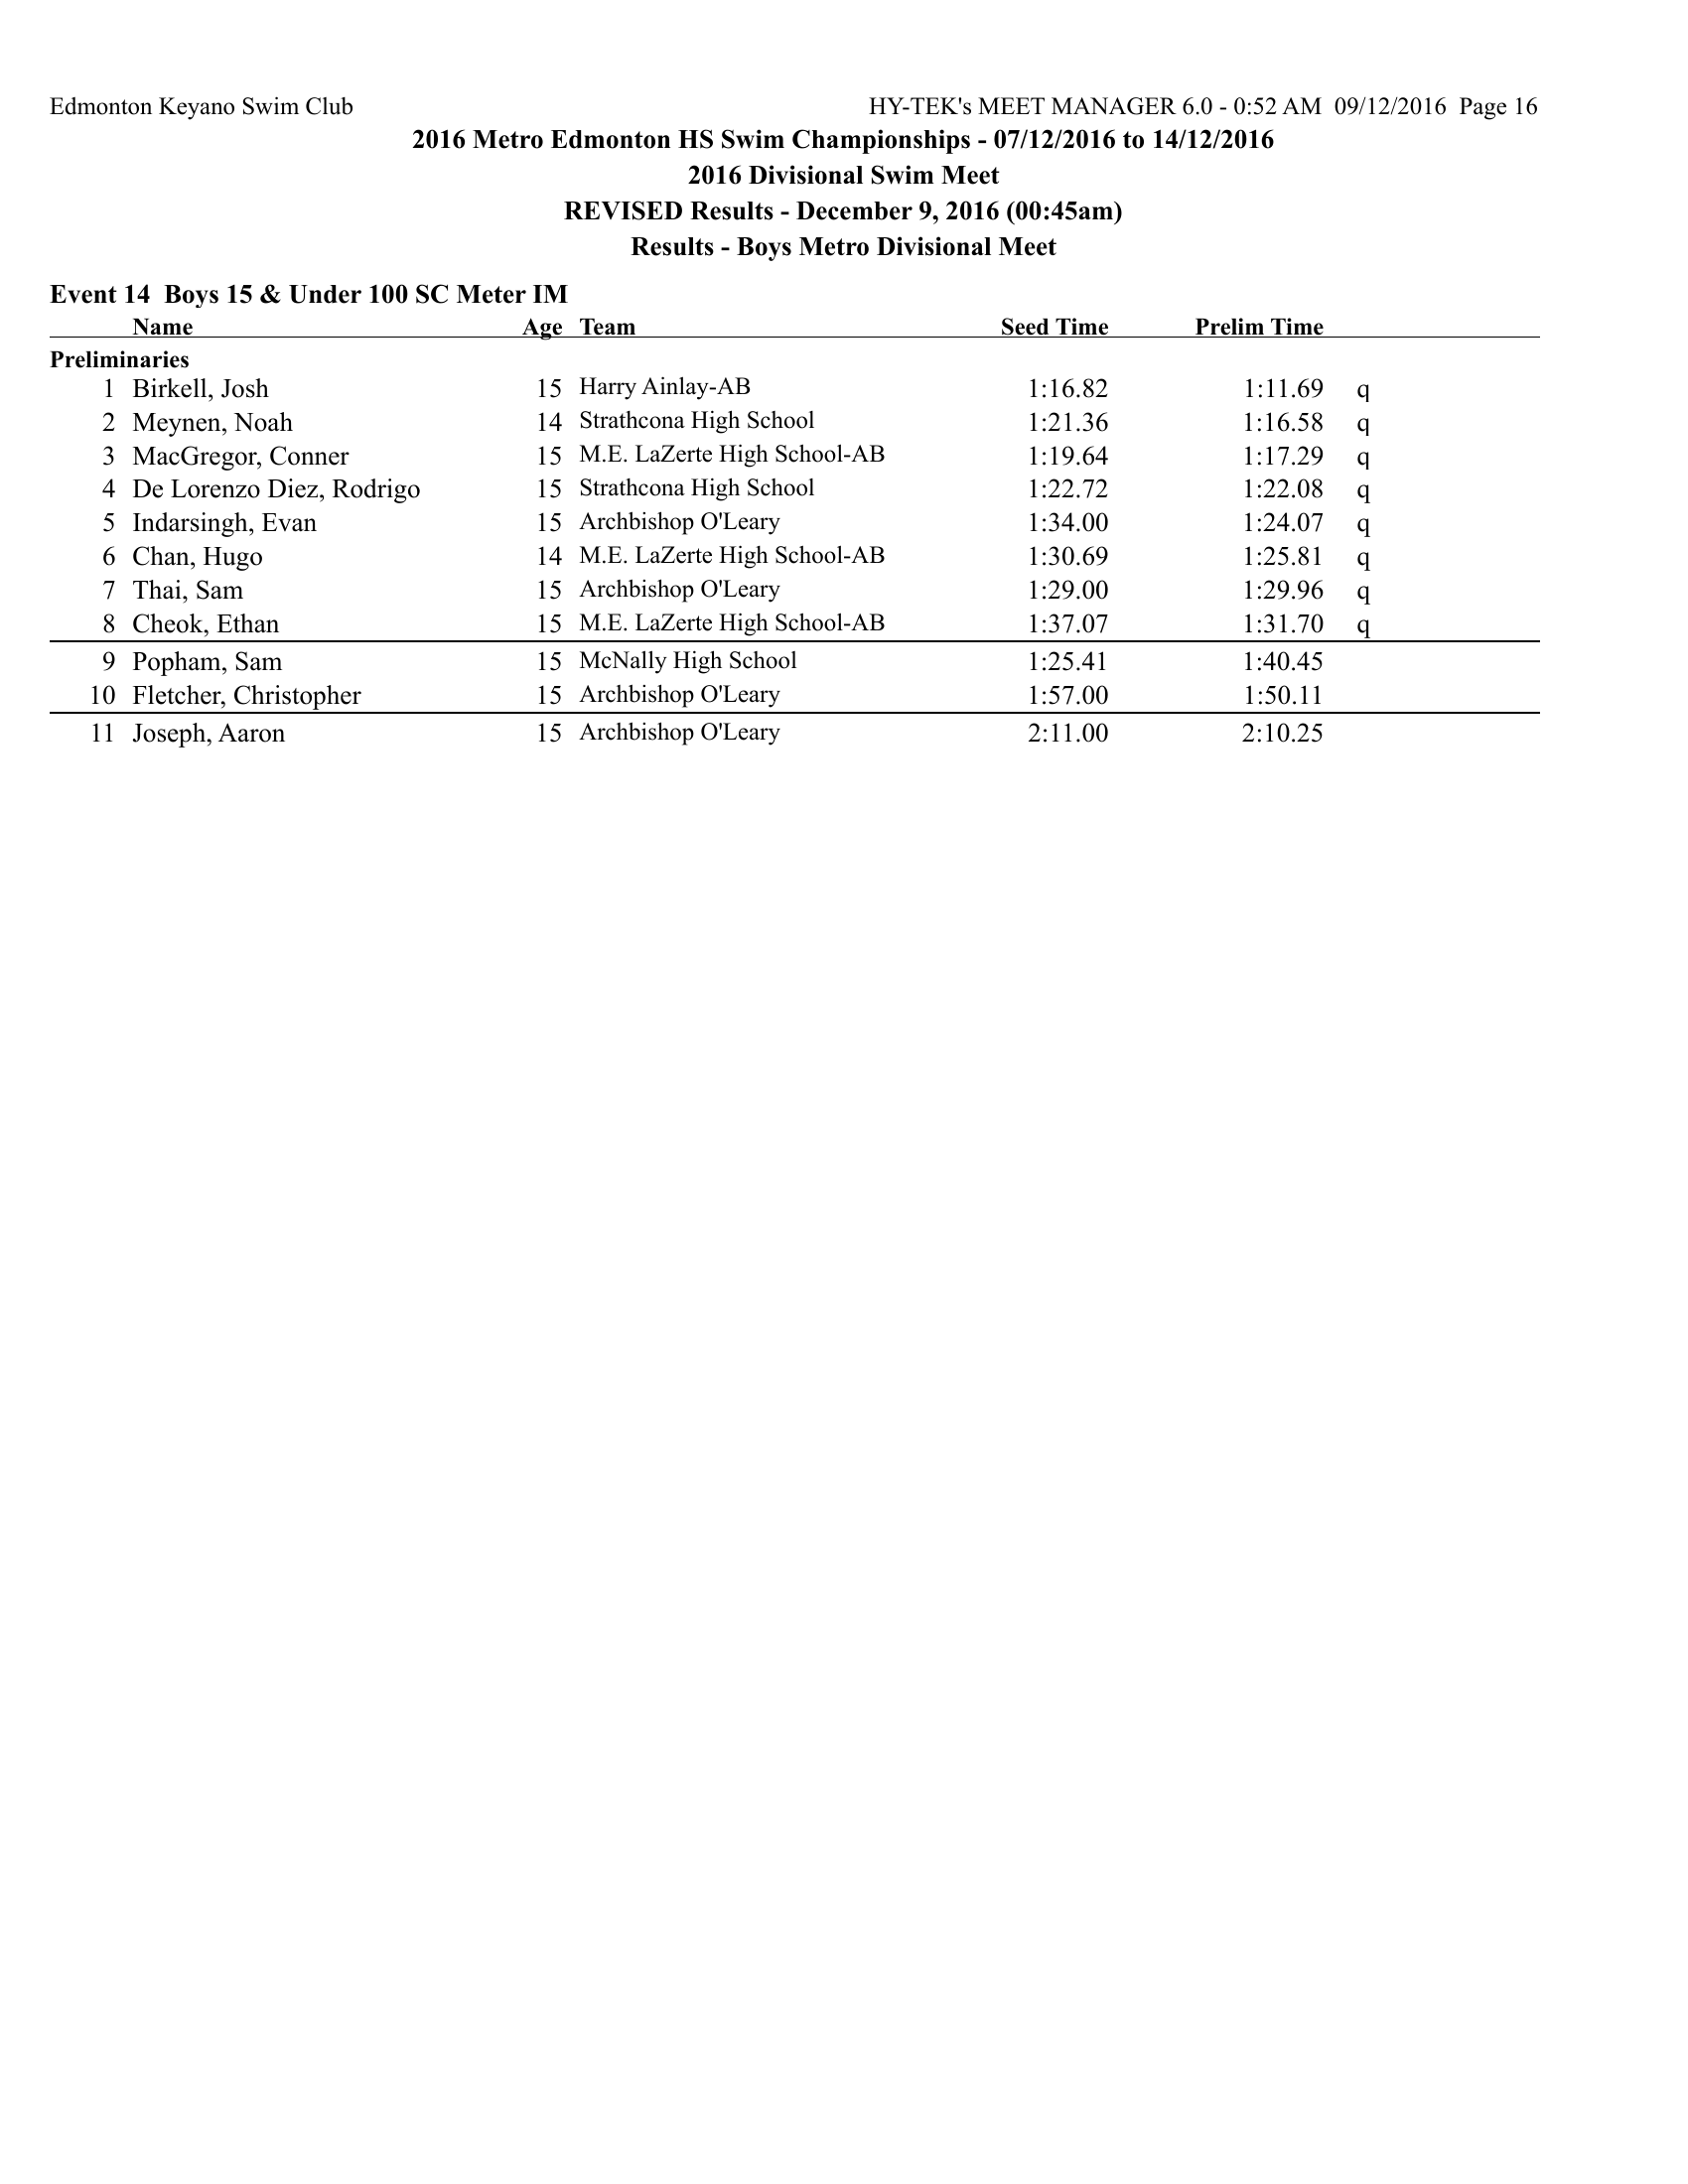 Edmonton Keyano Swim Club HY-TEK's MEET MANAGER 6.0 - 0:52 AM 09/12/2016 Page 16
2016 Metro Edmonton HS Swim Championships - 07/12/2016 to 14/12/2016
2016 Divisional Swim Meet
REVISED Results - December 9, 2016 (00:45am)
Results - Boys Metro Divisional Meet
Event 14 Boys 15 & Under 100 SC Meter IM
Name Age Team Seed Time Prelim Time
Preliminaries
1 Birkell, Josh 15 Harry Ainlay-AB 1:16.82 1:11.69 q
2 Meynen, Noah 14 Strathcona High School 1:21.36 1:16.58 q
3 MacGregor, Conner 15 M.E. LaZerte High School-AB 1:19.64 1:17.29 q
4 De Lorenzo Diez, Rodrigo 15 Strathcona High School 1:22.72 1:22.08 q
5 Indarsingh, Evan 15 Archbishop O'Leary 1:34.00 1:24.07 q
6 Chan, Hugo 14 M.E. LaZerte High School-AB 1:30.69 1:25.81 q
7 Thai, Sam 15 Archbishop O'Leary 1:29.00 1:29.96 q
8 Cheok, Ethan 15 M.E. LaZerte High School-AB 1:37.07 1:31.70 q
9 Popham, Sam 15 McNally High School 1:25.41 1:40.45
10 Fletcher, Christopher 15 Archbishop O'Leary 1:57.00 1:50.11
11 Joseph, Aaron 15 Archbishop O'Leary 2:11.00 2:10.25